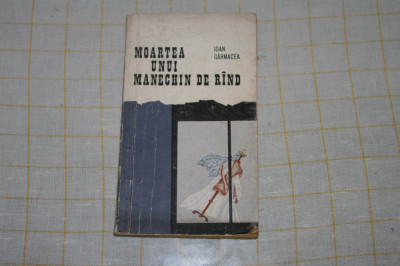 MOARTEA
UNUI
MANECHIN DE RÎND
IOAN
GÂRMACEA